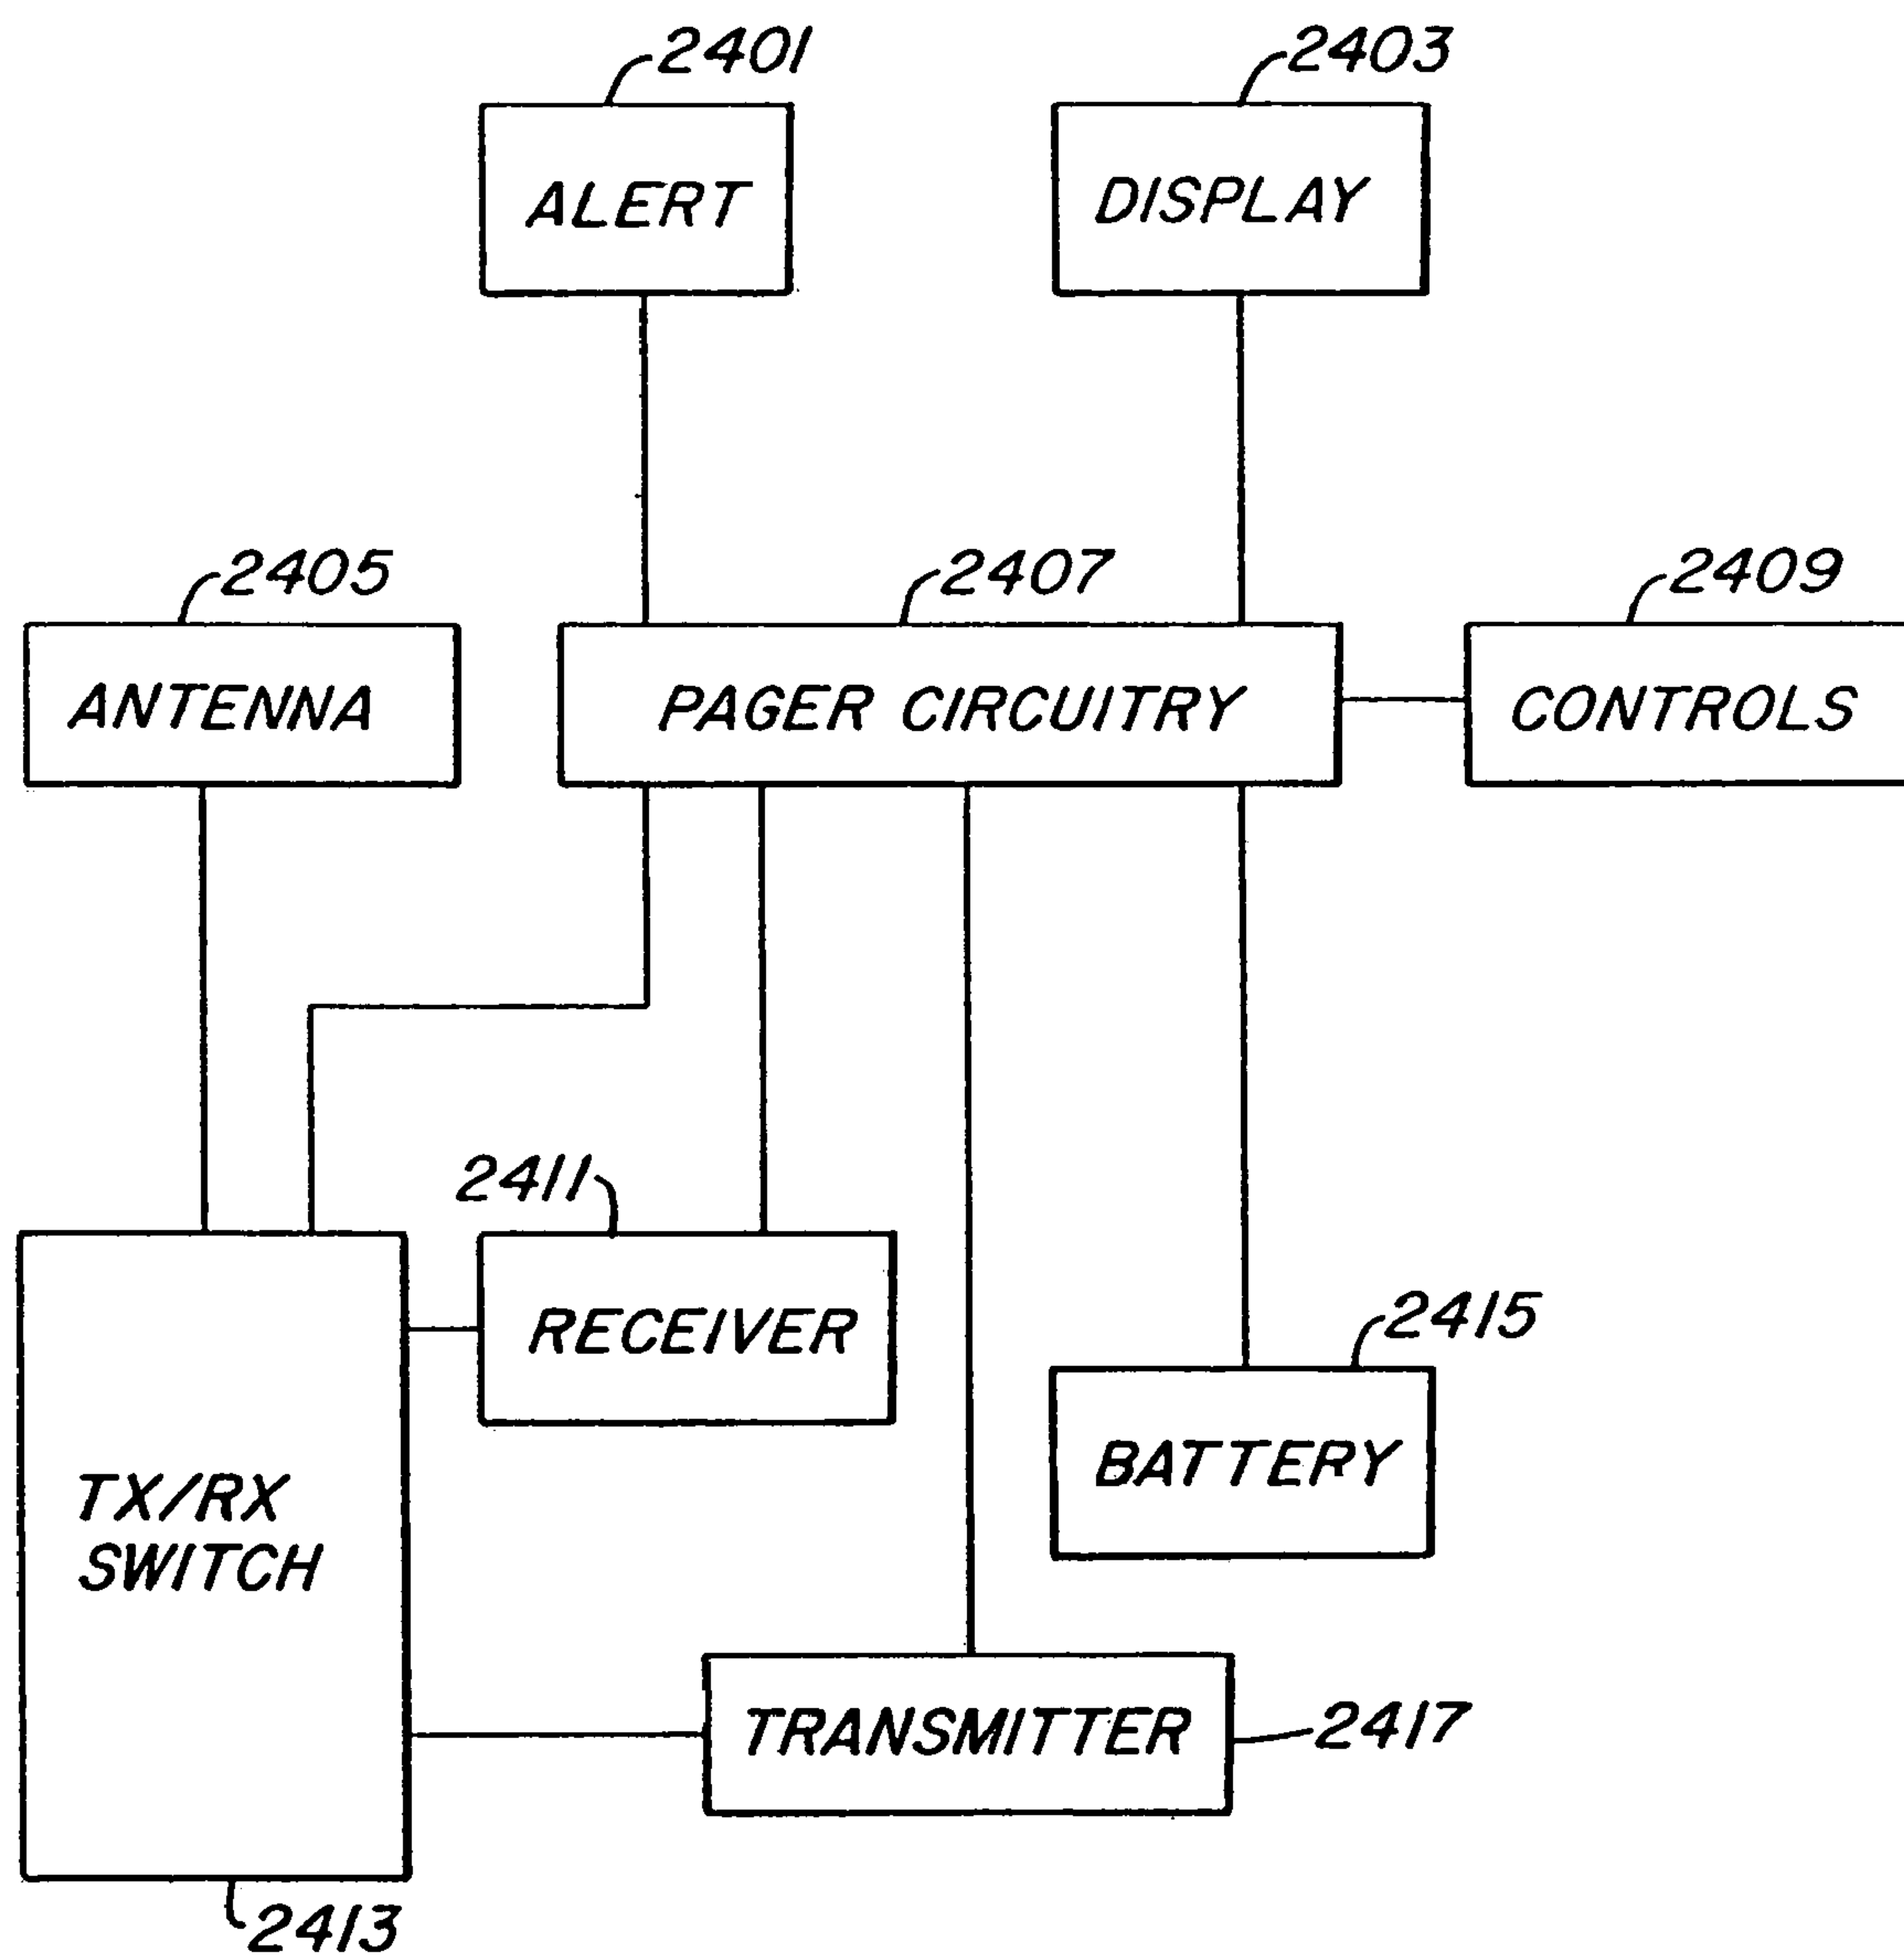 2401
2403
ALERT
DISPLAY
2405
2407
2409
ANTENNA
PAGER CIRCUITRY
CONTROLS
2411
RECEIVER
2415
BATTERY
TX/RX
SWITCH
TRANSMITTER
2417
2413